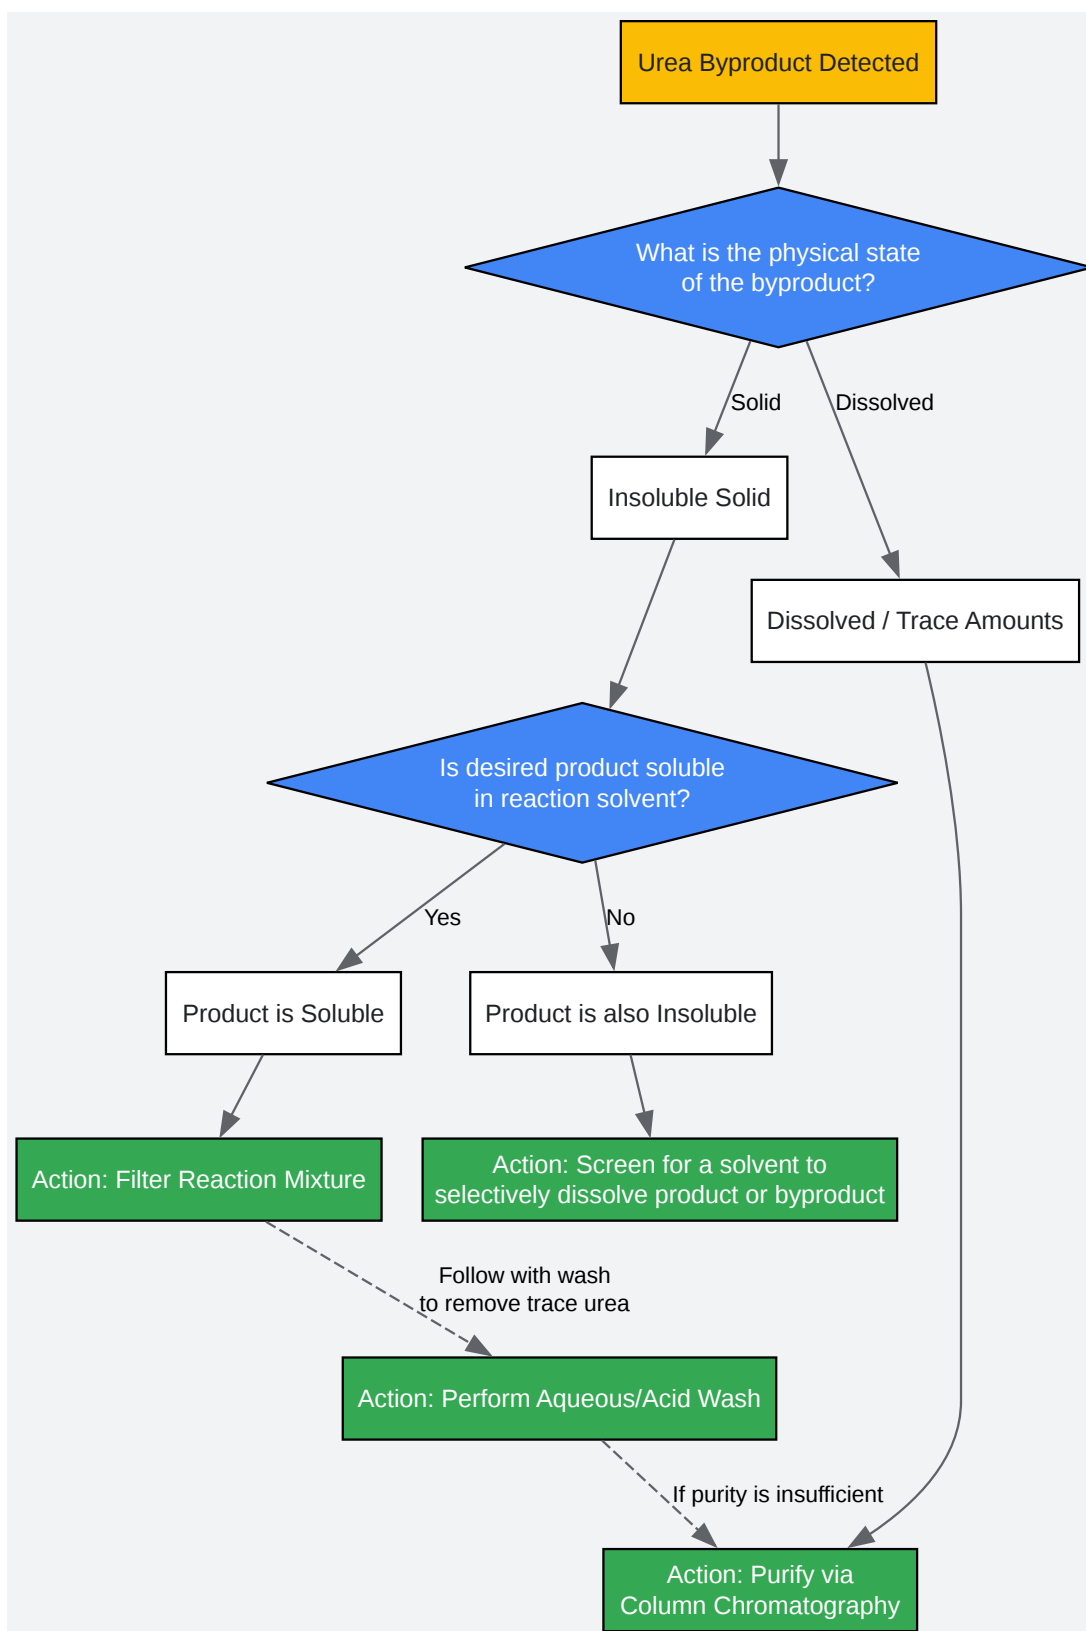 Urea Byproduct Detected
What is the physical state
of the byproduct?
Solid
Dissolved
Insoluble Solid
Dissolved / Trace Amounts
Is desired product soluble
in reaction solvent?
Yes
No
Product is Soluble
Product is also Insoluble
Action: Filter Reaction Mixture
Action: Screen for a solvent to
selectively dissolve product or byproduct
Follow with wash
to remove trace urea
Action: Perform Aqueous/Acid Wash
If purity is insufficient
Action: Purify via
Column Chromatography